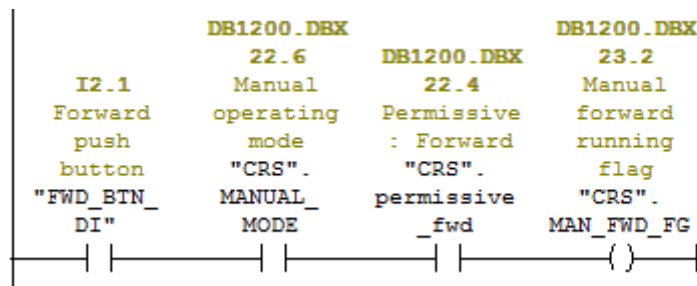 DB1200.DBX
22.6
Manual
operating
mode
"CRS".
MANUAL_
MODE
I2.1
Forward
push
button
"FWD_BTN_
DI"
DB1200.DBX
22.4
Permissive
: Forward
"CRS".
permissive
_fwd
DB1200.DBX
23.2
Manual
forward
running
flag
"CRS".
MAN_FWD_FG